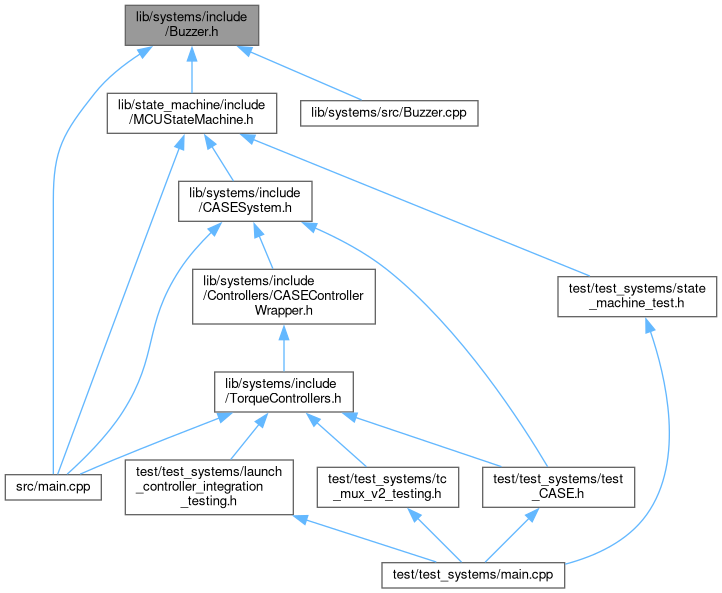 lib/systems/include
/Buzzer.h
lib/state_machine/include
/MCUStateMachine.h
lib/systems/src/Buzzer.cpp
lib/systems/include
/CASESystem.h
lib/systems/include
/Controllers/CASEController
Wrapper.h
test/test_systems/state
_machine_test.h
lib/systems/include
/TorqueControllers.h
src/main.cpp
test/test_systems/launch
_controller_integration
_testing.h
test/test_systems/tc
_mux_v2_testing.h
test/test_systems/test
_CASE.h
test/test_systems/main.cpp